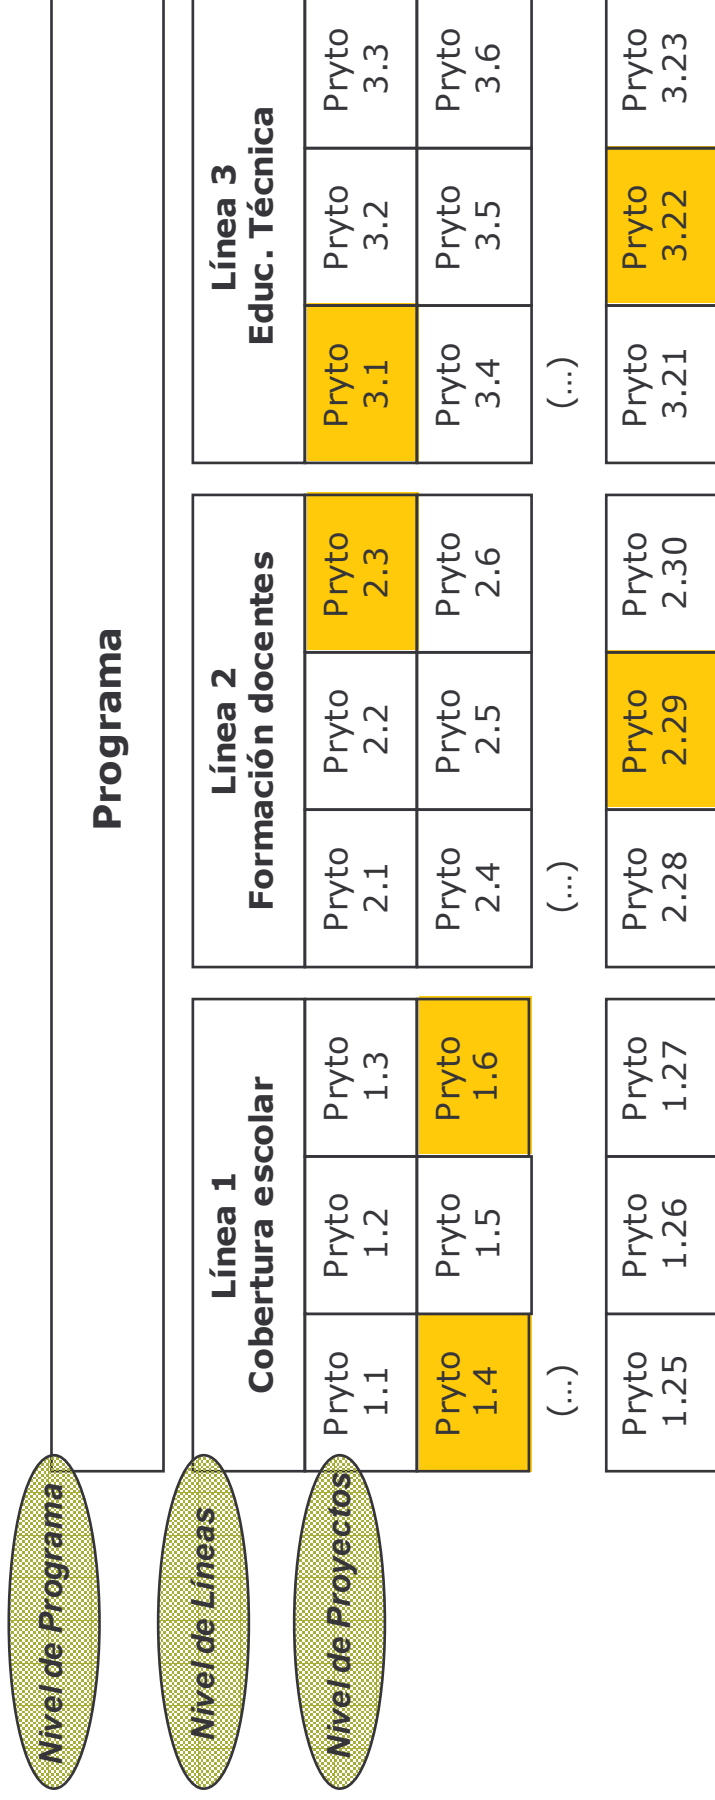 Nivel de Programa
Programa
Nivel de Líneas
Línea 1
Cobertura escolar
Línea 2
Formación docentes
Línea 3
Educ. Técnica
Nivel de Proyectos
Pryto
1.1
Pryto
1.2
Pryto
1.3
Pryto
2.1
Pryto
2.2
Pryto
2.3
Pryto
3.1
Pryto
3.2
Pryto
3.3
Pryto
1.4
Pryto
1.5
Pryto
1.6
Pryto
2.4
Pryto
2.5
Pryto
2.6
Pryto
3.4
Pryto
3.5
Pryto
3.6
(...)
(...)
(...)
Pryto
1.25
Pryto
1.26
Pryto
1.27
Pryto
2.28
Pryto
2.29
Pryto
2.30
Pryto
3.21
Pryto
3.22
Pryto
3.23